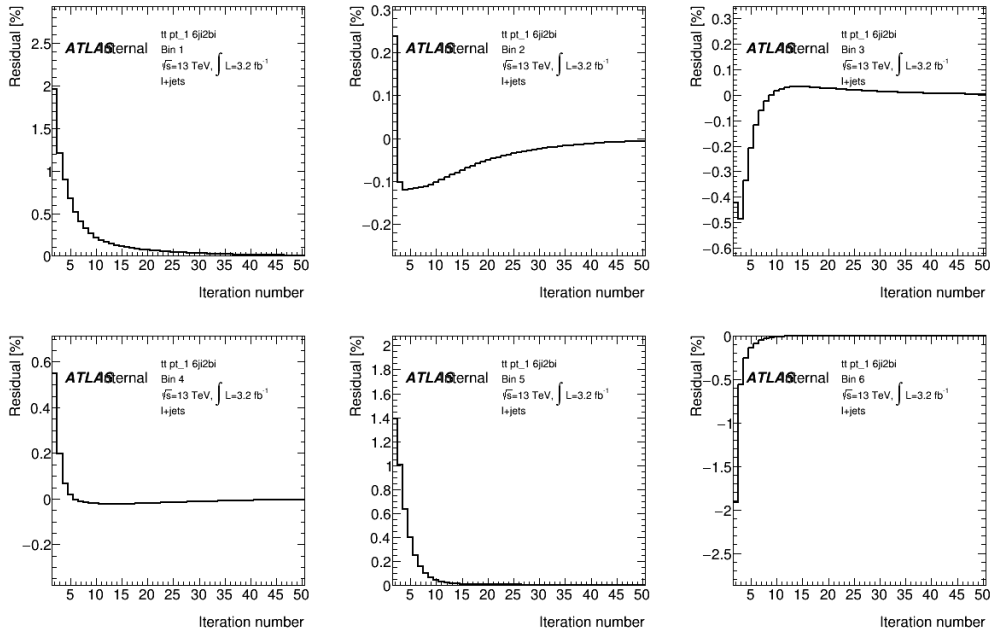 Residual [%]
2.5
2
1.5
1
0.5
0
ATLAS Internal
tt pt_1 6ji2bi
Bin 1
√s=13 TeV, ∫ L=3.2 fb⁻¹
l+jets
5 10 15 20 25 30 35 40 45 50
Iteration number
Residual [%]
0.3
0.2
0.1
0
−0.1
−0.2
ATLAS Internal
tt pt_1 6ji2bi
Bin 2
√s=13 TeV, ∫ L=3.2 fb⁻¹
l+jets
5 10 15 20 25 30 35 40 45 50
Iteration number
Residual [%]
0.3
0.2
0.1
0
−0.1
−0.2
−0.3
−0.4
−0.5
−0.6
ATLAS Internal
tt pt_1 6ji2bi
Bin 3
√s=13 TeV, ∫ L=3.2 fb⁻¹
l+jets
5 10 15 20 25 30 35 40 45 50
Iteration number
Residual [%]
0.6
0.4
0.2
0
−0.2
ATLAS Internal
tt pt_1 6ji2bi
Bin 4
√s=13 TeV, ∫ L=3.2 fb⁻¹
l+jets
5 10 15 20 25 30 35 40 45 50
Iteration number
Residual [%]
2
1.8
1.6
1.4
1.2
1
0.8
0.6
0.4
0.2
0
ATLAS Internal
tt pt_1 6ji2bi
Bin 5
√s=13 TeV, ∫ L=3.2 fb⁻¹
l+jets
5 10 15 20 25 30 35 40 45 50
Iteration number
Residual [%]
0
−0.5
−1
−1.5
−2
−2.5
ATLAS Internal
tt pt_1 6ji2bi
Bin 6
√s=13 TeV, ∫ L=3.2 fb⁻¹
l+jets
5 10 15 20 25 30 35 40 45 50
Iteration number